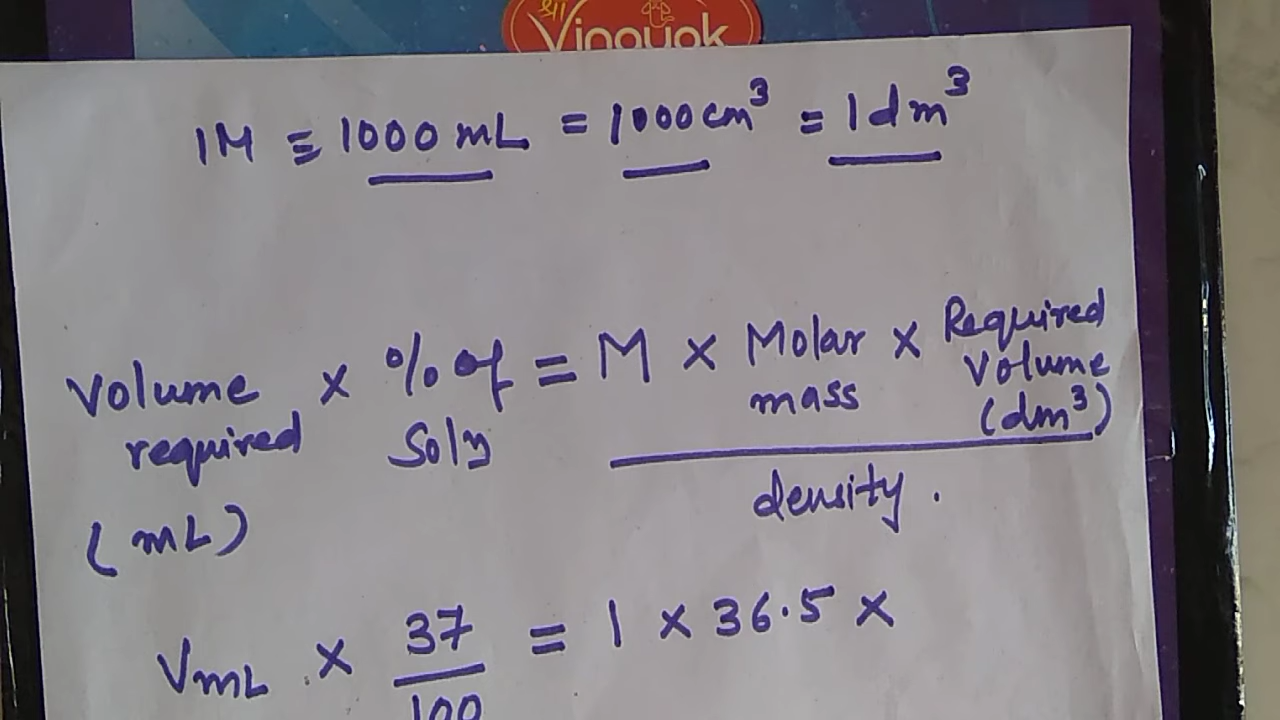 श्री
Vinayak
1M ≡ 1000 mL = 1000 cm³ = 1 dm³
Volume required (mL) × % of Soln = M × Molar mass × Required Volume (dm³)
density.
V mL × 37/100 = 1 × 36.5 ×